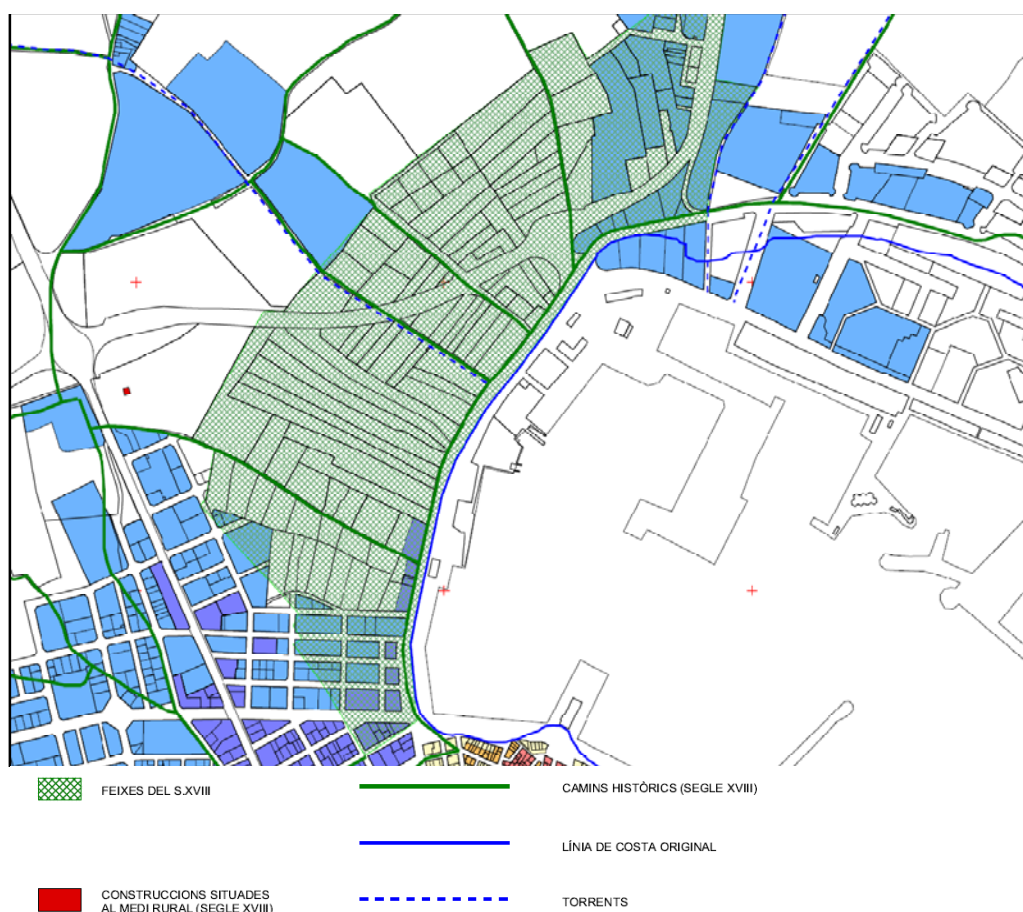 FEIXES DEL S.XVIII
CAMINS HISTÒRICS (SEGLE XVIII)
LÍNIA DE COSTA ORIGINAL
CONSTRUCCIONS SITUADES
AL MEDI RURAL (SEGLE XVIII)
TORRENTS